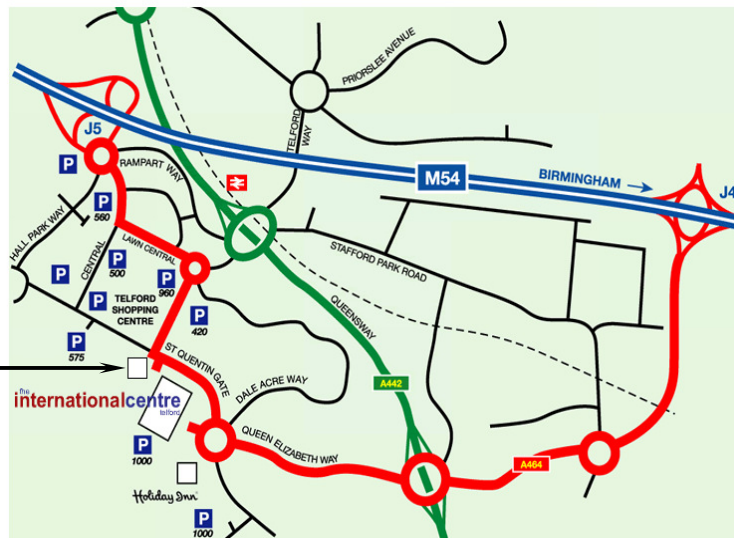 PRIORSLEE AVENUE
J5
TELFORD
WAY
P
RAMPART WAY
M54
BIRMINGHAM
J4
P
560
HALL PARK WAY
LAWN CENTRAL
CENTRAL
P
500
P
960
STAFFORD PARK ROAD
P
P
TELFORD
SHOPPING
CENTRE
P
420
QUEENSWAY
P
575
ST QUENTIN GATE
A442
DALE ACRE WAY
the
internationalcentre
telford
P
1000
QUEEN ELIZABETH WAY
A464
Holiday Inn
P
1000